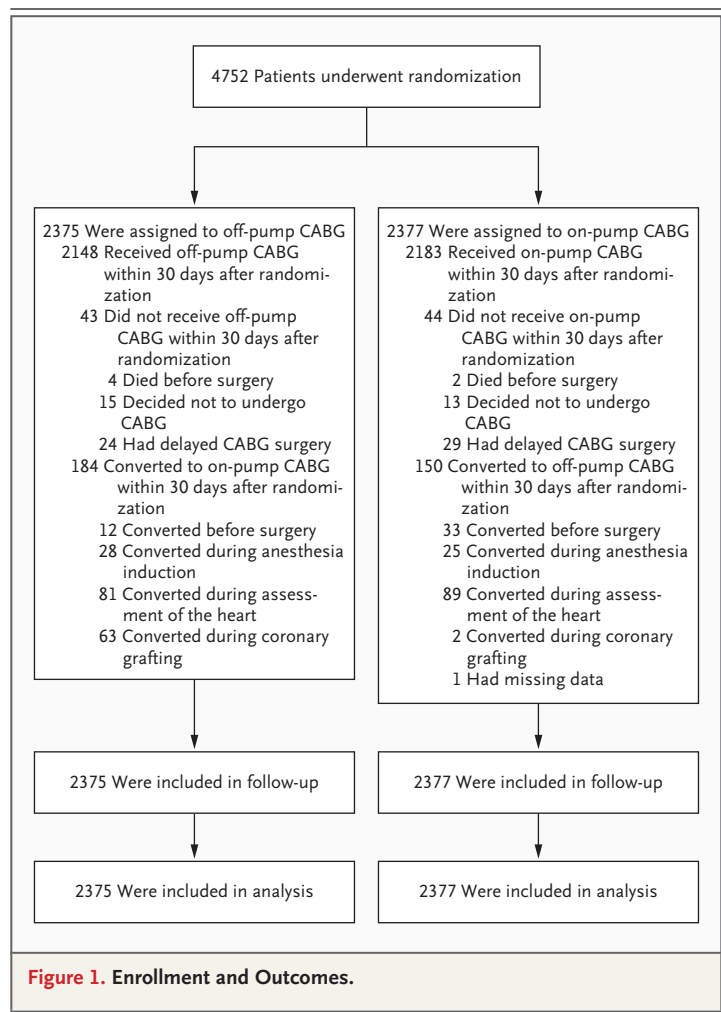 4752 Patients underwent randomization
2375 Were assigned to off-pump CABG
2148 Received off-pump CABG
within 30 days after randomi-
zation
43 Did not receive off-pump
CABG within 30 days after
randomization
4 Died before surgery
15 Decided not to undergo
CABG
24 Had delayed CABG surgery
184 Converted to on-pump CABG
within 30 days after randomi-
zation
12 Converted before surgery
28 Converted during anesthesia
induction
81 Converted during assess-
ment of the heart
63 Converted during coronary
grafting
2377 Were assigned to on-pump CABG
2183 Received on-pump CABG
within 30 days after randomi-
zation
44 Did not receive on-pump
CABG within 30 days after
randomization
2 Died before surgery
13 Decided not to undergo
CABG
29 Had delayed CABG surgery
150 Converted to off-pump CABG
within 30 days after randomi-
zation
33 Converted before surgery
25 Converted during anesthesia
induction
89 Converted during assess-
ment of the heart
2 Converted during coronary
grafting
1 Had missing data
2375 Were included in follow-up
2377 Were included in follow-up
2375 Were included in analysis
2377 Were included in analysis
Figure 1. Enrollment and Outcomes.